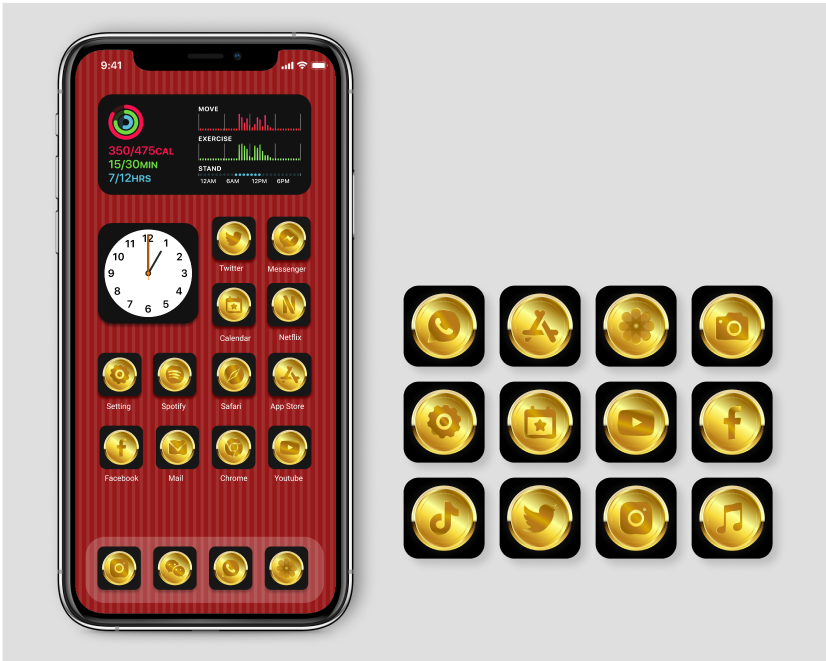 9:41
MOVE
350/475CAL
EXERCISE
15/30MIN
7/12HRS
STAND
12AM 6AM 12PM 6PM
12
1
2
3
4
5
6
7
8
9
10
11
Twitter Messenger
Calendar Netflix
Setting Spotify Safari App Store
Facebook Mail Chrome Youtube